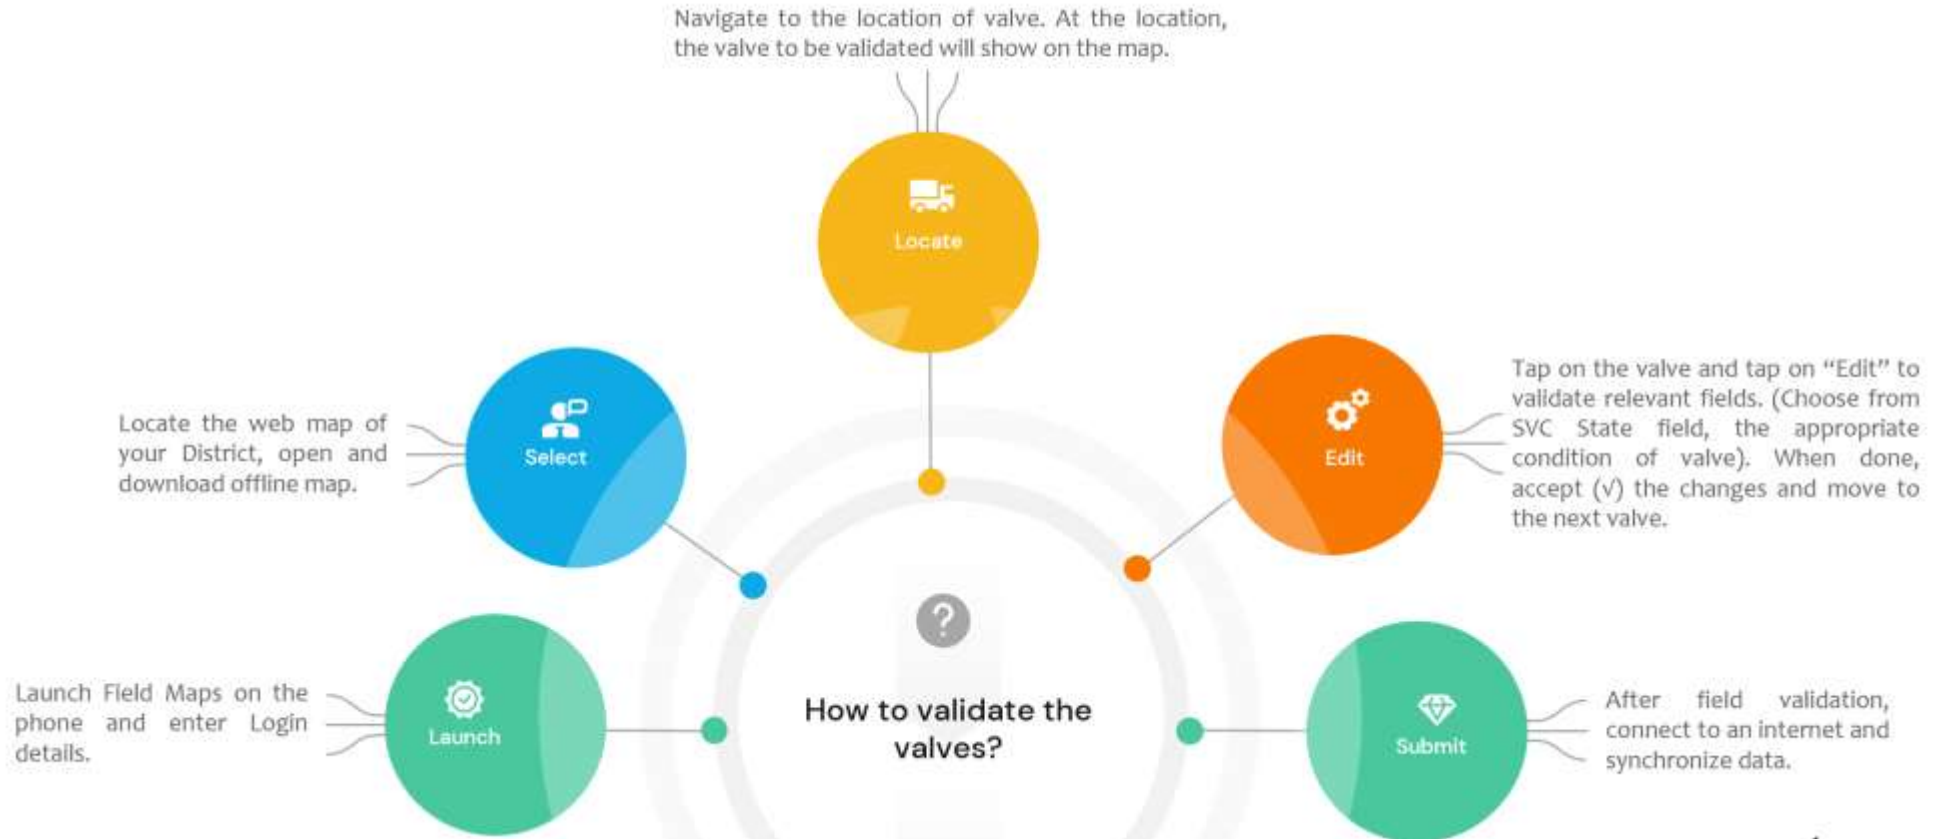 Navigate to the location of valve. At the location,
the valve to be validated will show on the map.
Locate
Locate the web map of
your District, open and
download offline map.
Select
Tap on the valve and tap on “Edit” to
validate relevant fields. (Choose from
SVC State field, the appropriate
condition of valve). When done,
accept (√) the changes and move to
the next valve.
Edit
Launch Field Maps on the
phone and enter Login
details.
Launch
How to validate the
valves?
Submit
After field validation,
connect to an internet and
synchronize data.